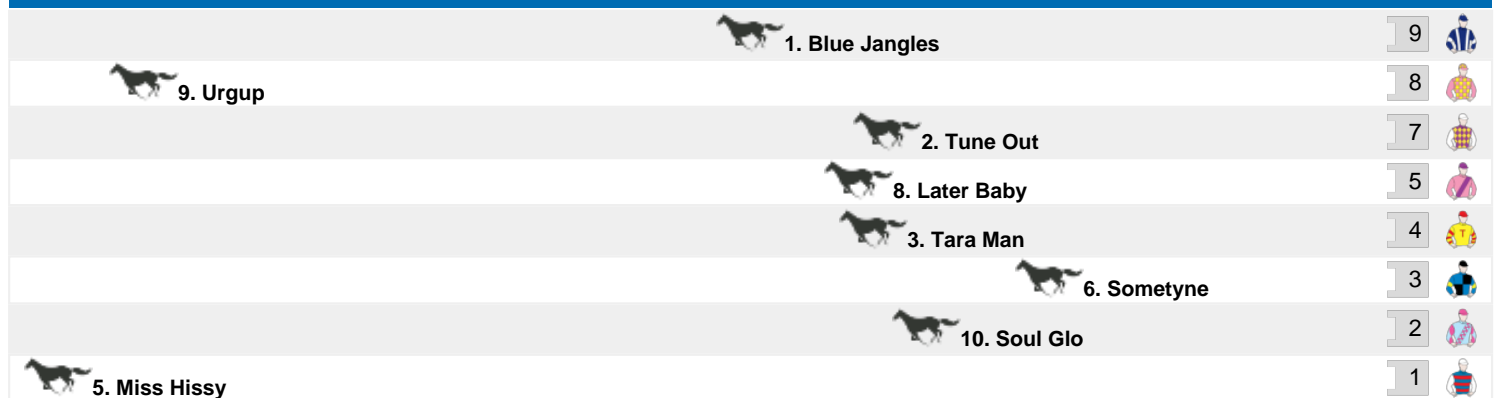 1. Blue Jangles 9
9. Urgup 8
2. Tune Out 7
8. Later Baby 5
3. Tara Man 4
T
6. Sometyne 3
10. Soul Glo 2
5. Miss Hissy 1